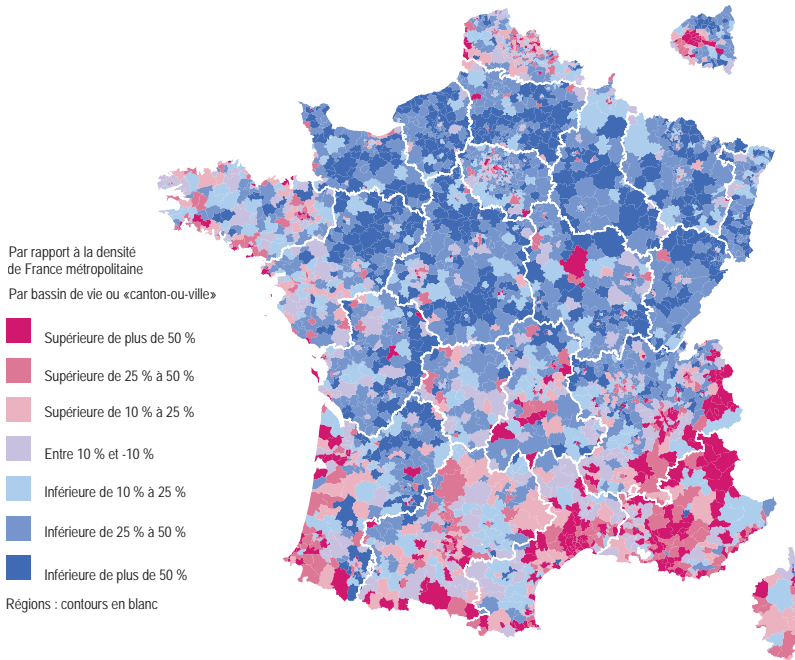 Par rapport à la densité
de France métropolitaine
Par bassin de vie ou «canton-ou-ville»
Supérieure de plus de 50 %
Supérieure de 25 % à 50 %
Supérieure de 10 % à 25 %
Entre 10 % et -10 %
Inférieure de 10 % à 25 %
Inférieure de 25 % à 50 %
Inférieure de plus de 50 %
Régions : contours en blanc